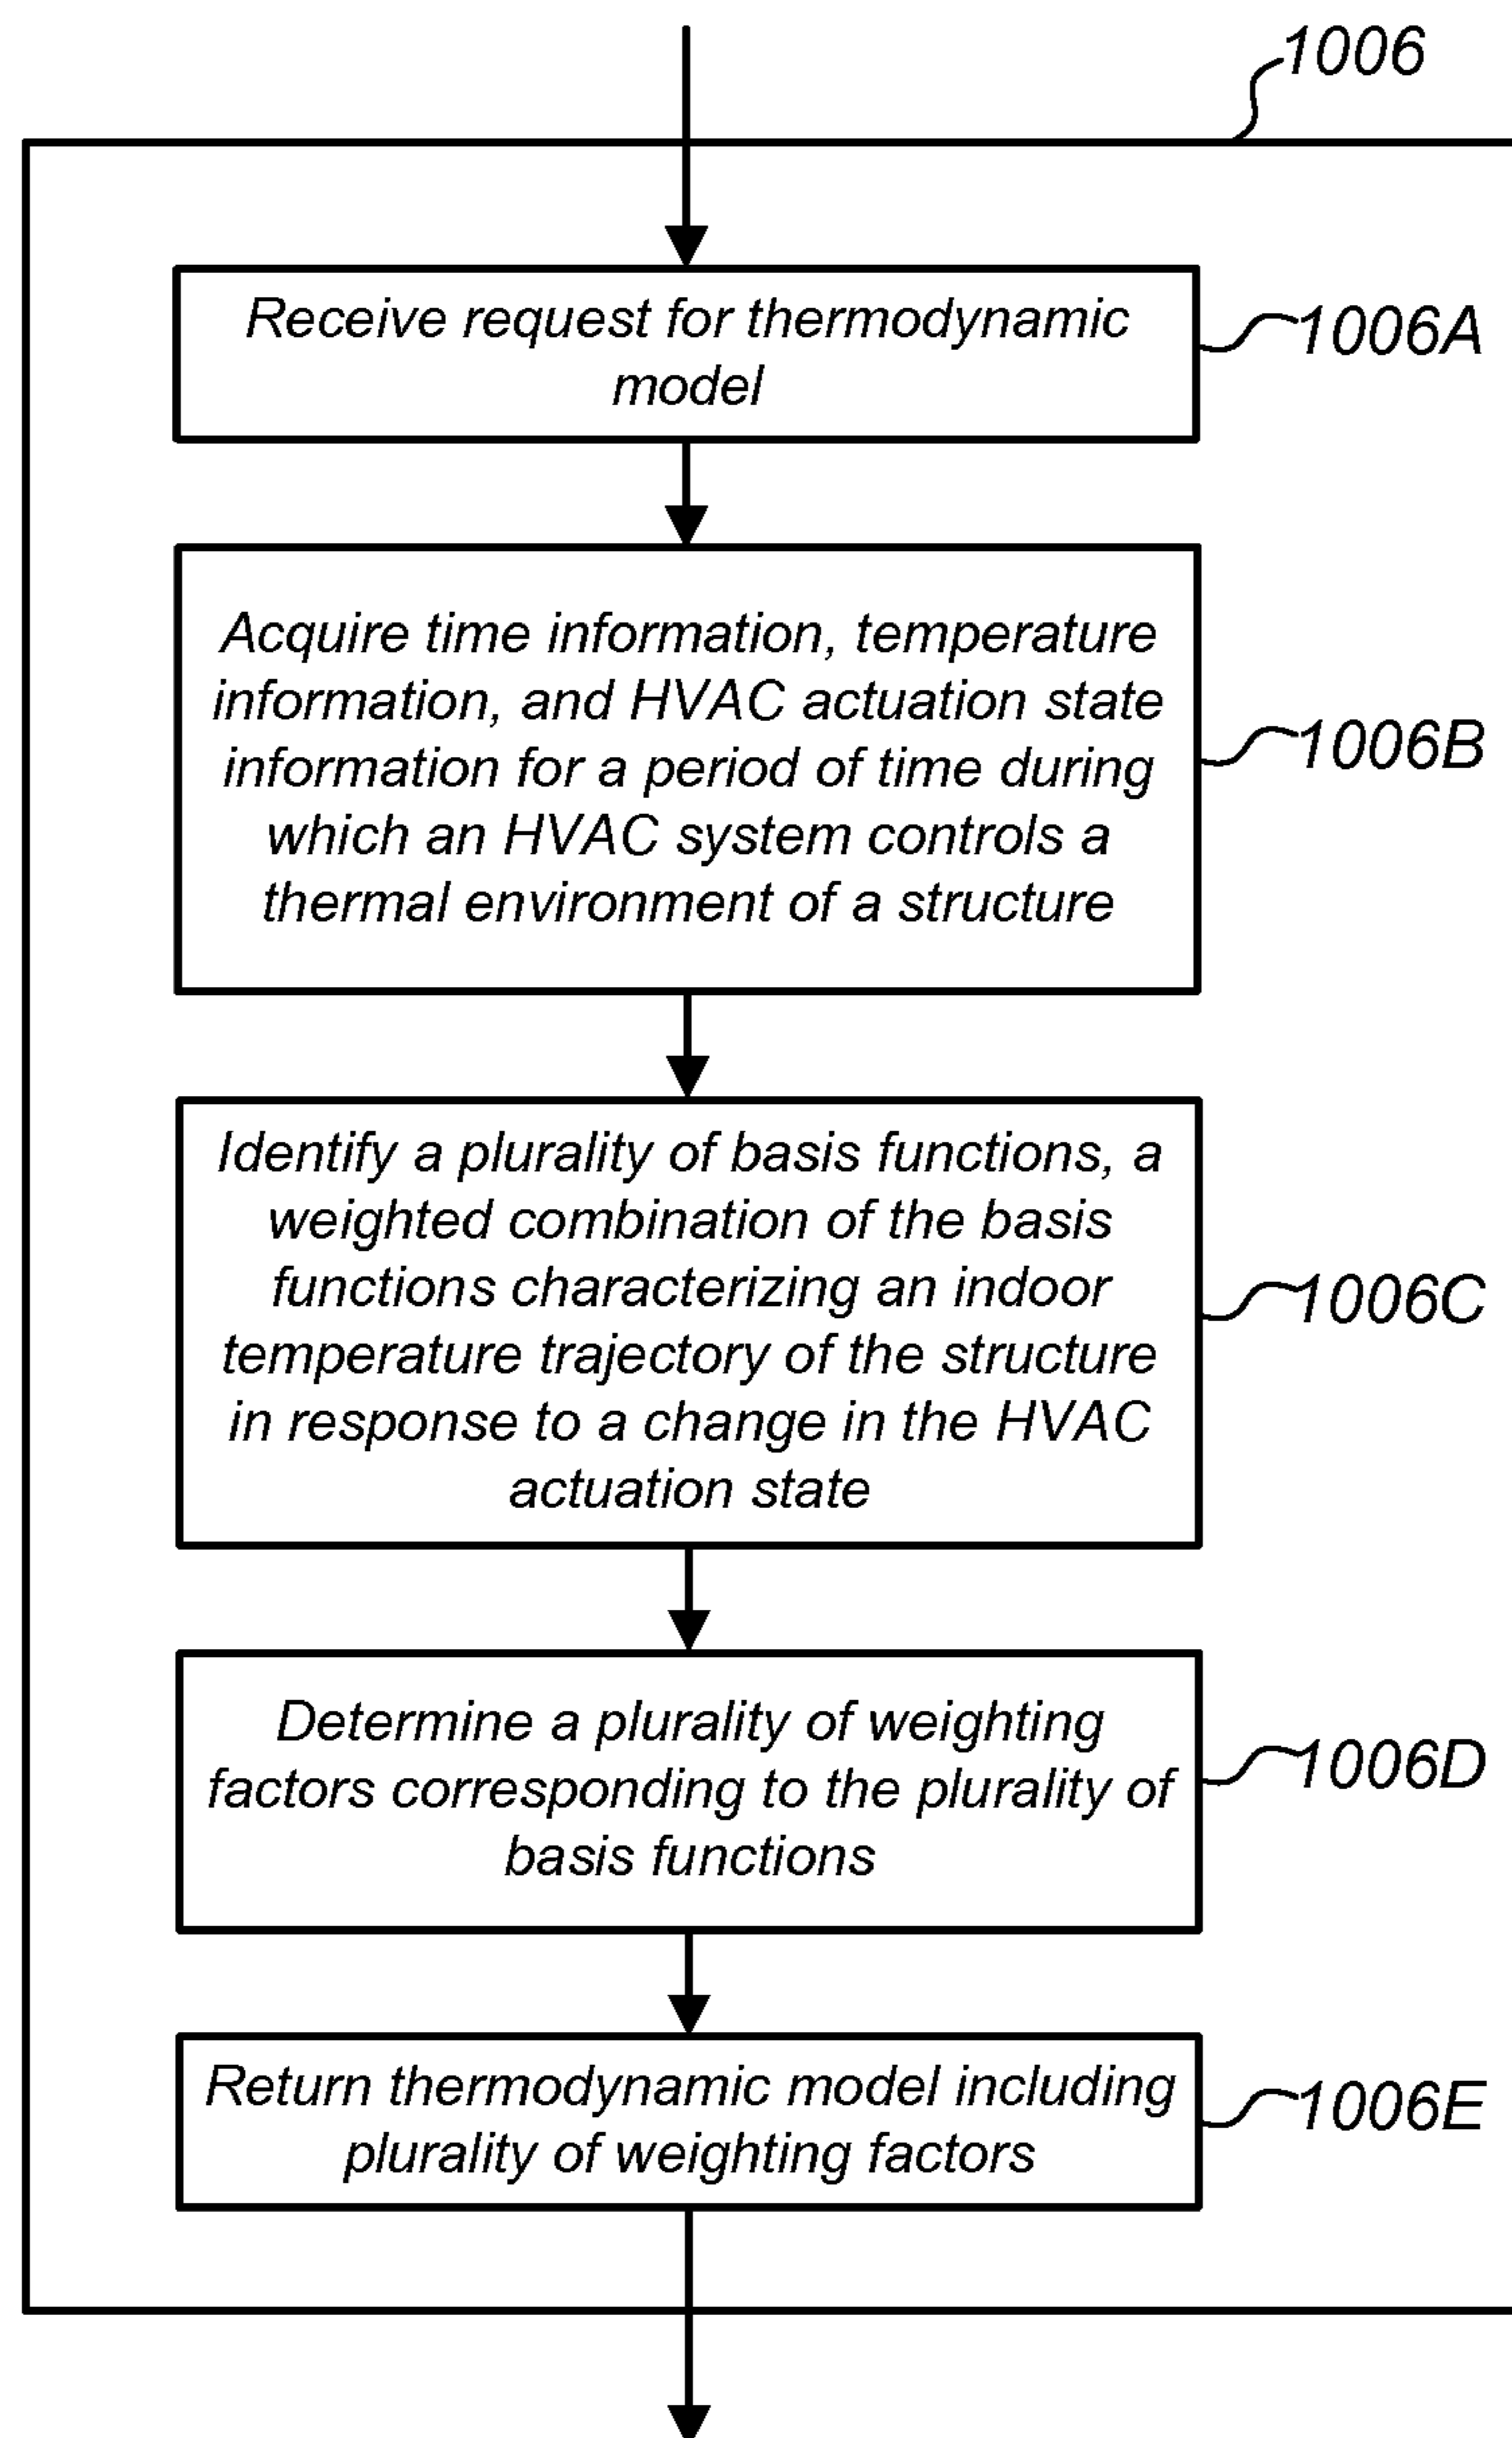 1006
Receive request for thermodynamic
model
1006A
Acquire time information, temperature
information, and HVAC actuation state
information for a period of time during
which an HVAC system controls a
thermal environment of a structure
1006B
Identify a plurality of basis functions, a
weighted combination of the basis
functions characterizing an indoor
temperature trajectory of the structure
in response to a change in the HVAC
actuation state
1006C
Determine a plurality of weighting
factors corresponding to the plurality of
basis functions
1006D
Return thermodynamic model including
plurality of weighting factors
1006E